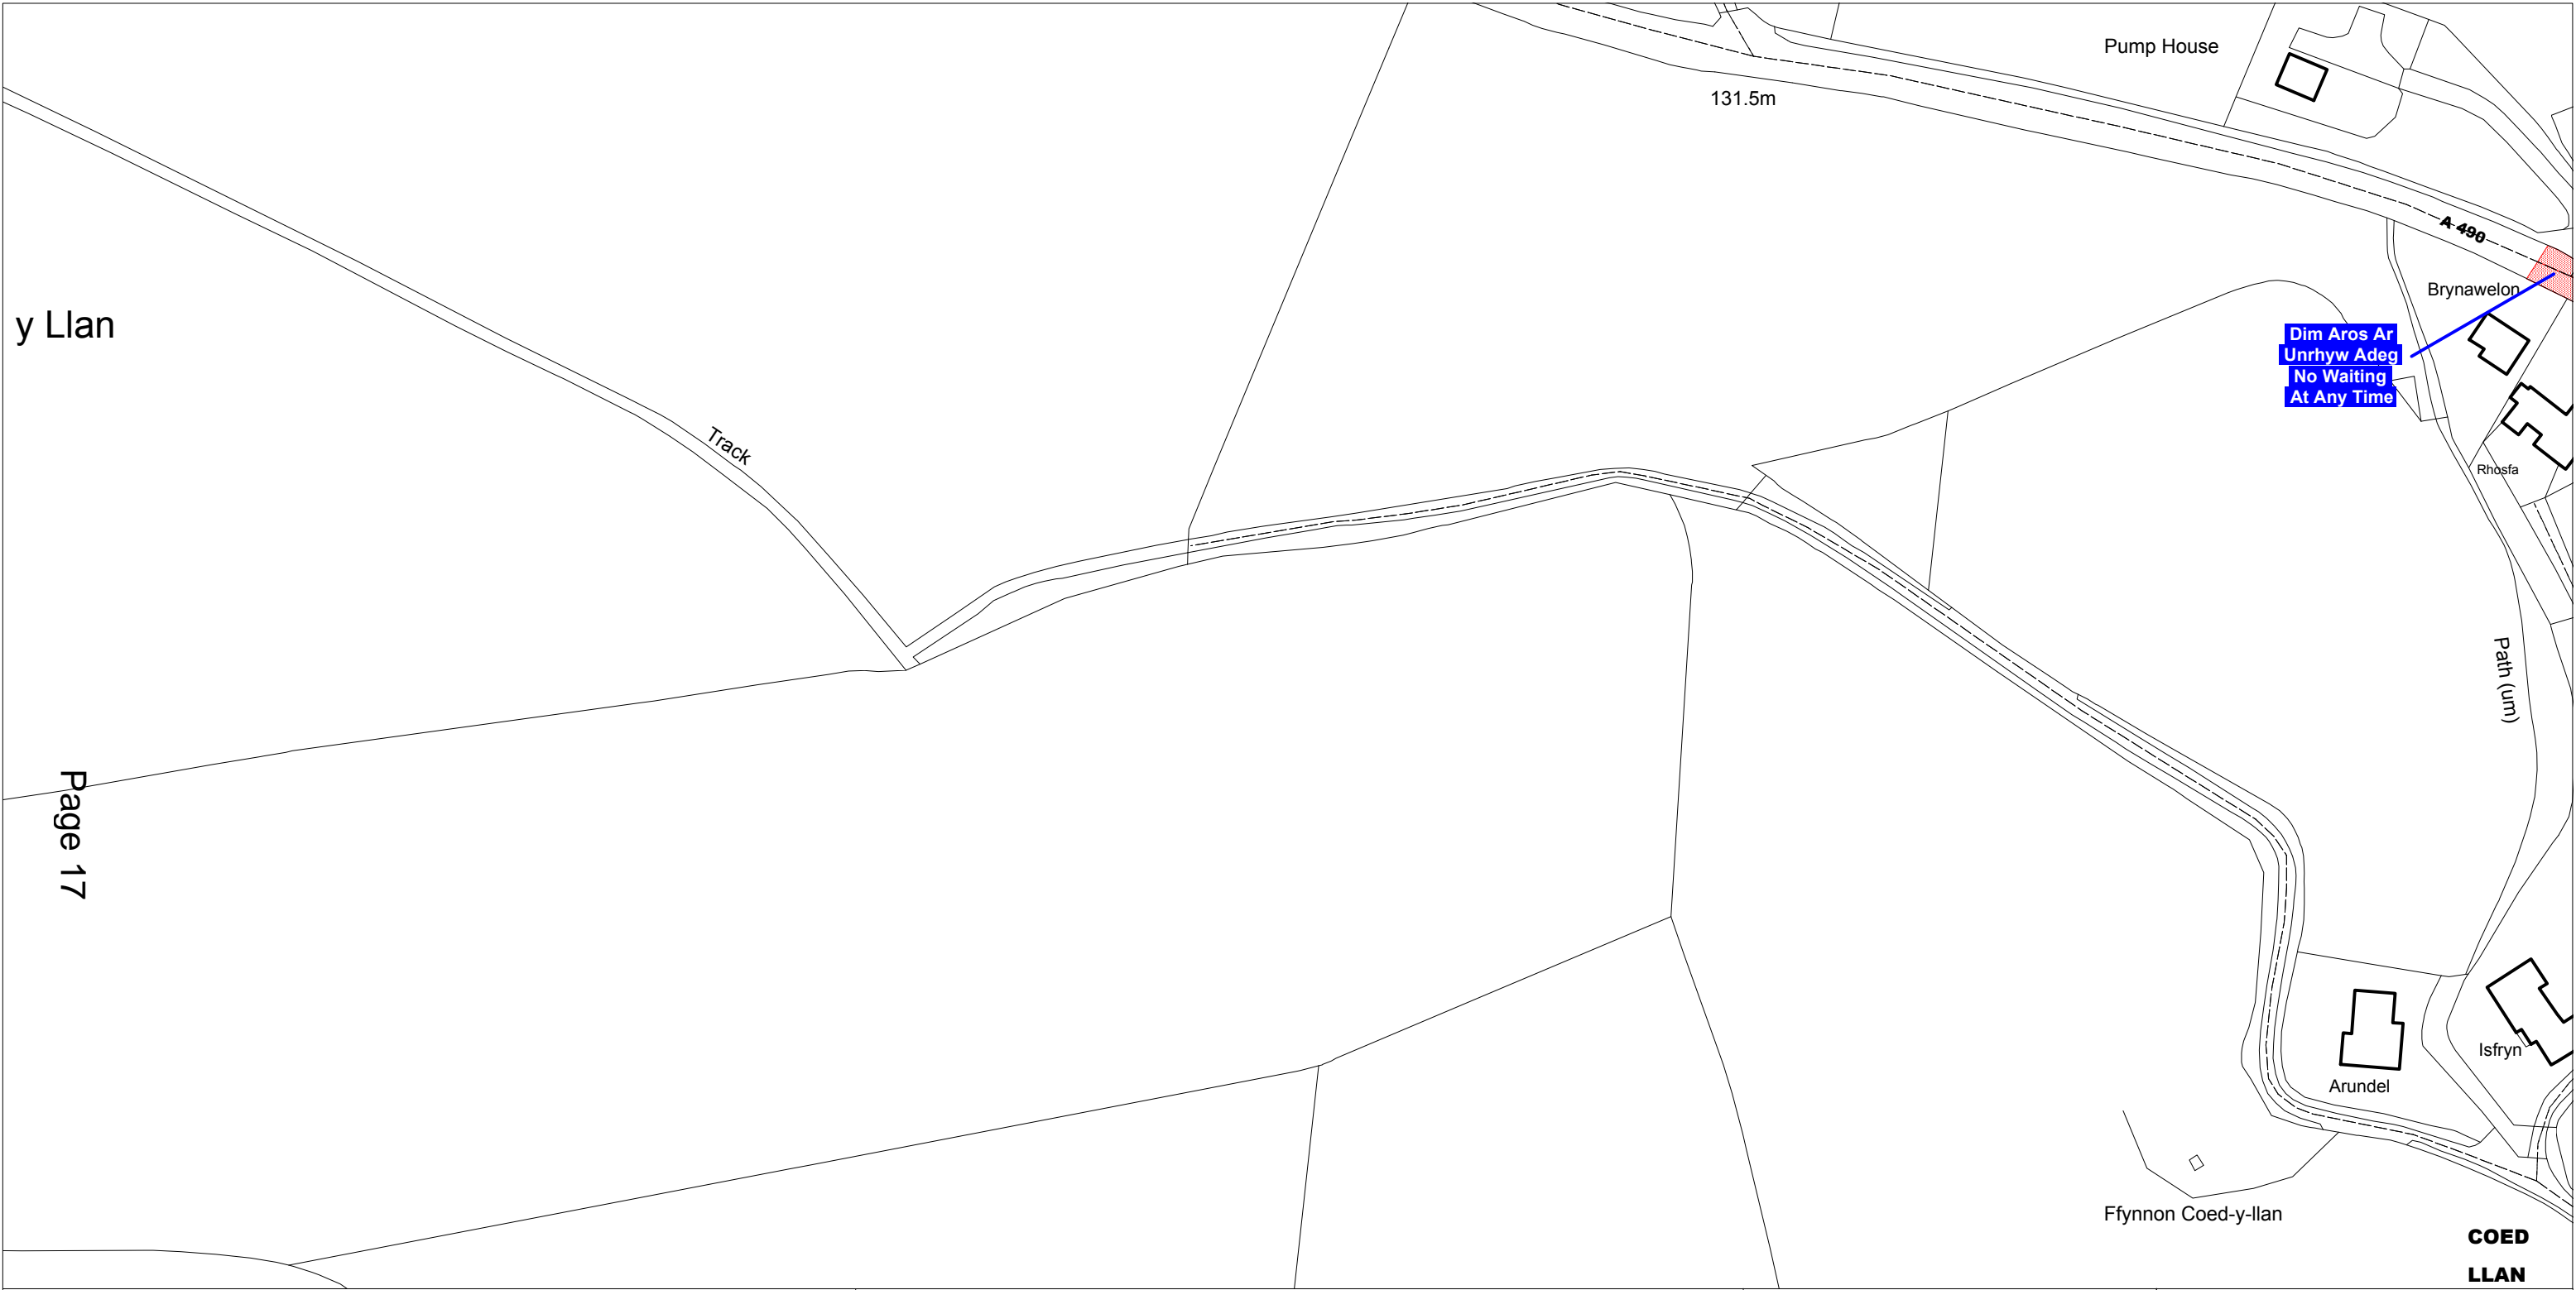 Pump House
131.5m
A 490
Brynawelon
y Llan
Dim Aros Ar
Unrhyw Adeg
No Waiting
At Any Time
Track
Rhosfa
Path (um)
Page 17
Isfryn
Arundel
Ffynnon Coed-y-llan
COED
LLAN